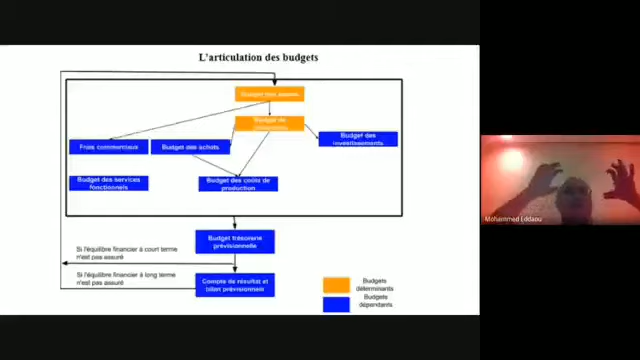 L'articulation des budgets
Budget des ventes
Budget de
Frais commerciaux
Budget des achats
Budget des
investissements
Budget des services
fonctionnels
Budget des coûts de
production
Budget trésorerie
prévisionnelle
Si l'équilibre financier à court terme
n'est pas assuré
Si l'équilibre financier à long terme
n'est pas assuré
Compte de résultat et
bilan prévisionnels
Budgets
déterminants
Budgets
dépendants
Mohammed Eddaou